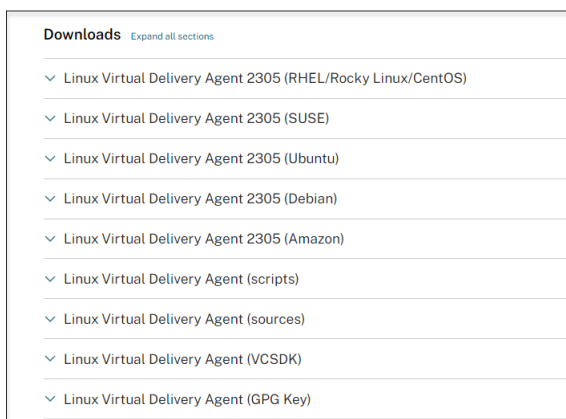 Downloads Expand all sections
Linux Virtual Delivery Agent 2305 (RHEL/Rocky Linux/CentOS)
Linux Virtual Delivery Agent 2305 (SUSE)
Linux Virtual Delivery Agent 2305 (Ubuntu)
Linux Virtual Delivery Agent 2305 (Debian)
Linux Virtual Delivery Agent 2305 (Amazon)
Linux Virtual Delivery Agent (scripts)
Linux Virtual Delivery Agent (sources)
Linux Virtual Delivery Agent (VCSDK)
Linux Virtual Delivery Agent (GPG Key)